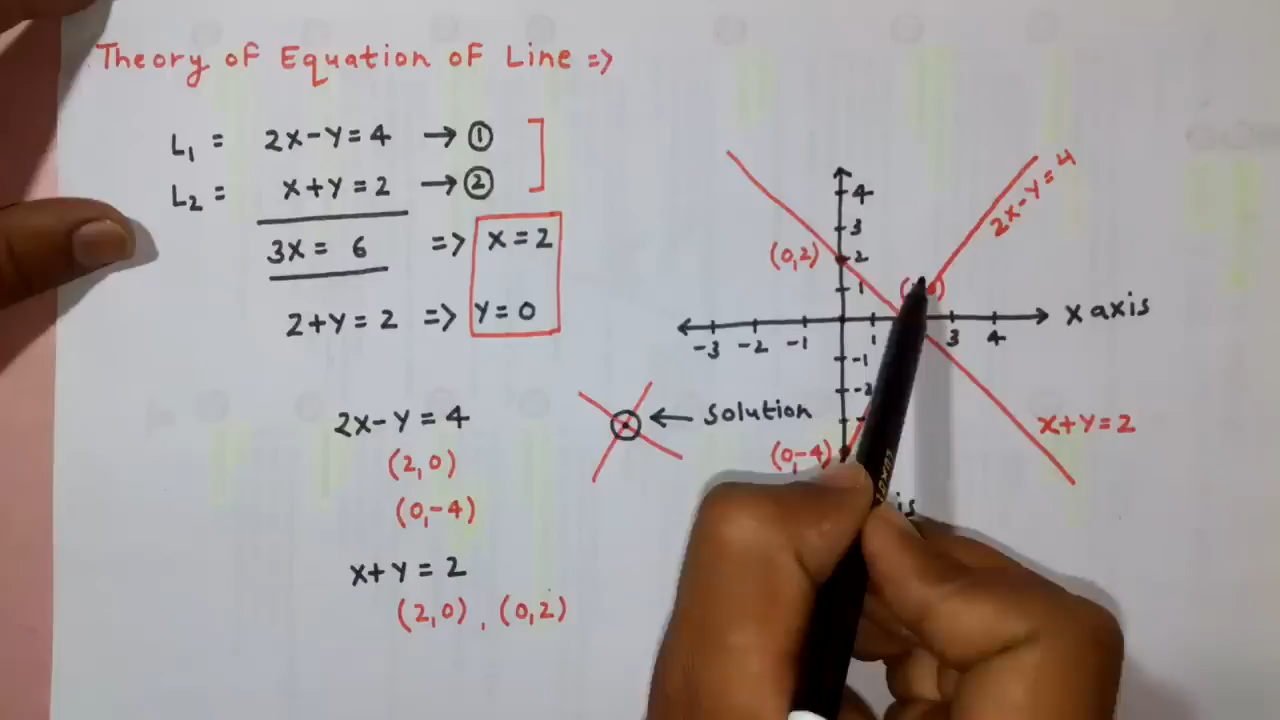 Theory of Equation of Line =>
L₁ = 2x-y=4 → ①
L₂ = x+y=2 → ②
3x = 6 => x=2
2+y=2 => y=0
2x-y=4
(2,0)
(0,-4)
x+y=2
(2,0), (0,2)
← Solution
2x-y=4
(0,2)
4
3
2
1
-3 -2 -1 1 3 4
x axis
-1
-2
x+y=2
(0,-4)